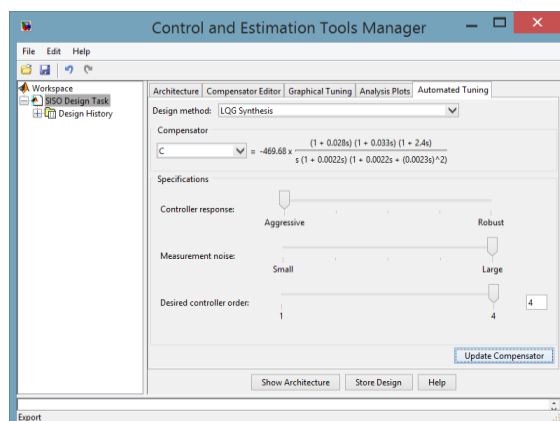 Control and Estimation Tools Manager
File Edit Help
Workspace
SISO Design Task
Design History
Architecture Compensator Editor Graphical Tuning Analysis Plots Automated Tuning
Design method: LQG Synthesis
Compensator
C = -469.68 x (1 + 0.028s) (1 + 0.033s) (1 + 2.4s)
s (1 + 0.0022s) (1 + 0.0022s + (0.0023s)^2)
Specifications
Controller response:
Aggressive Robust
Measurement noise:
Small Large
Desired controller order: 4
1 4
Update Compensator
Show Architecture Store Design Help
Export